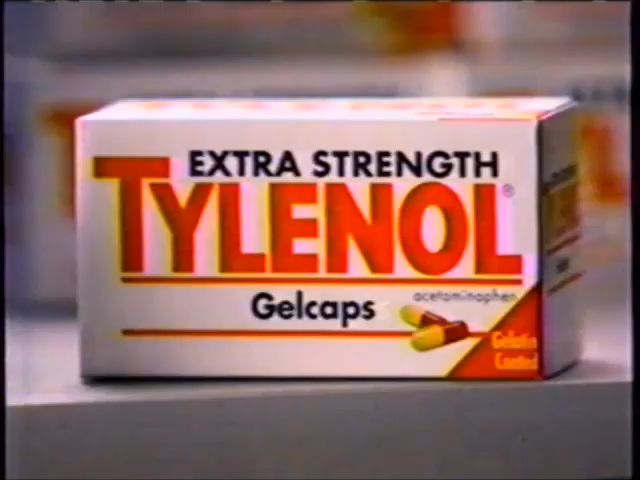 EXTRA STRENGTH
TYLENOL®
acetaminophen
Gelcaps
Gelatin
Coated